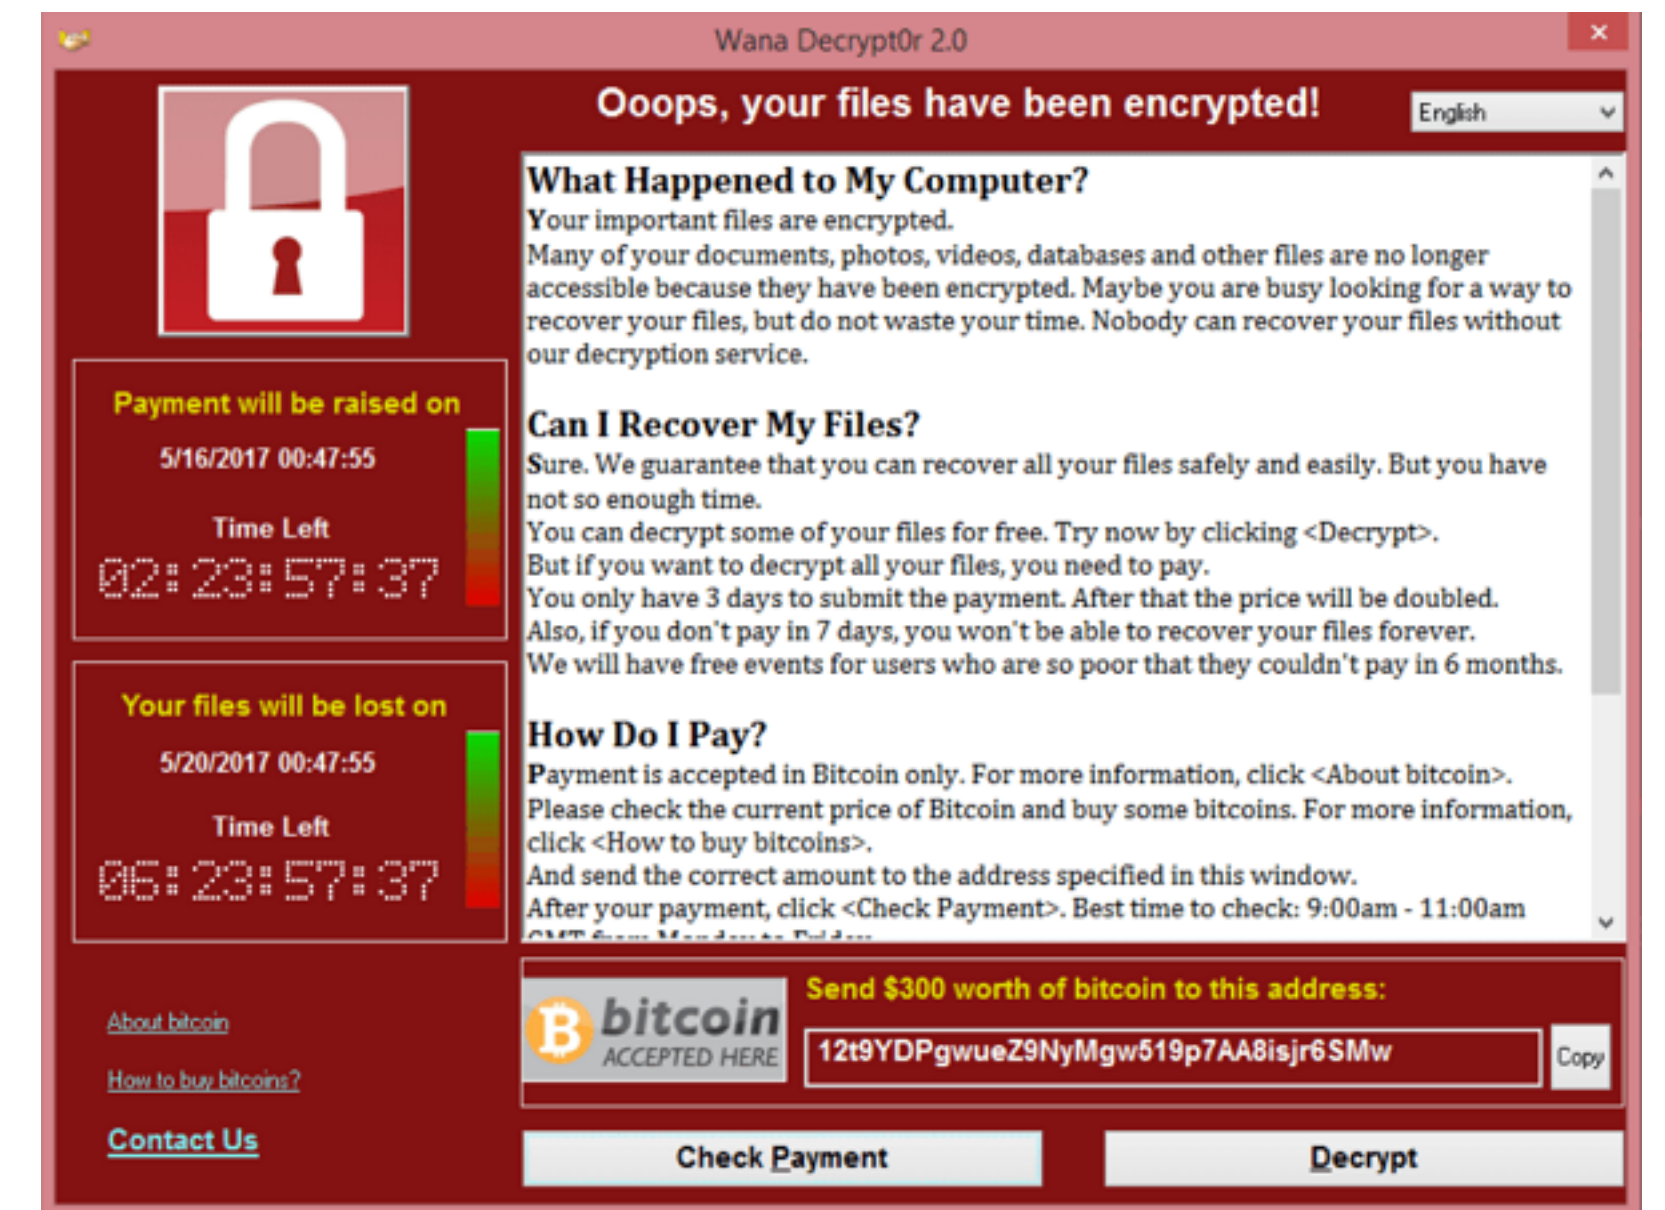 Wana Decrypt0r 2.0
Ooops, your files have been encrypted!
English
Payment will be raised on
5/16/2017 00:47:55
Time Left
02:23:57:37
Your files will be lost on
5/20/2017 00:47:55
Time Left
06:23:57:37
About bitcoin
How to buy bitcoins?
Contact Us
What Happened to My Computer?
Your important files are encrypted.
Many of your documents, photos, videos, databases and other files are no longer
accessible because they have been encrypted. Maybe you are busy looking for a way to
recover your files, but do not waste your time. Nobody can recover your files without
our decryption service.
Can I Recover My Files?
Sure. We guarantee that you can recover all your files safely and easily. But you have
not so enough time.
You can decrypt some of your files for free. Try now by clicking <Decrypt>.
But if you want to decrypt all your files, you need to pay.
You only have 3 days to submit the payment. After that the price will be doubled.
Also, if you don't pay in 7 days, you won't be able to recover your files forever.
We will have free events for users who are so poor that they couldn't pay in 6 months.
How Do I Pay?
Payment is accepted in Bitcoin only. For more information, click <About bitcoin>.
Please check the current price of Bitcoin and buy some bitcoins. For more information,
click <How to buy bitcoins>.
And send the correct amount to the address specified in this window.
After your payment, click <Check Payment>. Best time to check: 9:00am - 11:00am
GMT from Monday to Friday.
bitcoin
ACCEPTED HERE
Send $300 worth of bitcoin to this address:
12t9YDPgwueZ9NyMgw519p7AA8isjr6SMw
Copy
Check Payment
Decrypt